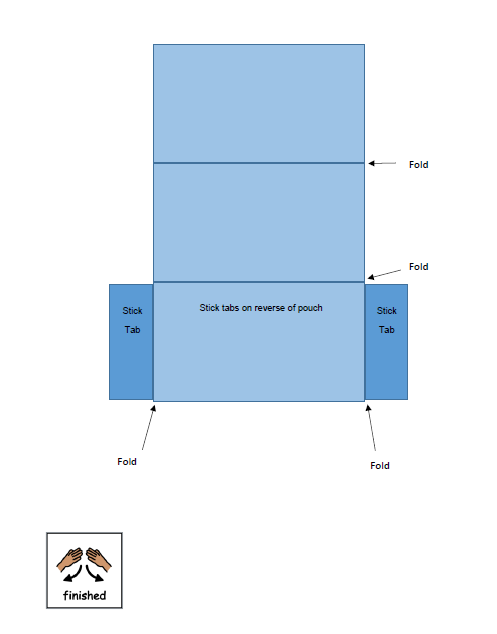 Fold
Fold
Stick tabs on reverse of pouch
Stick
Tab
Stick
Tab
Fold
Fold
finished